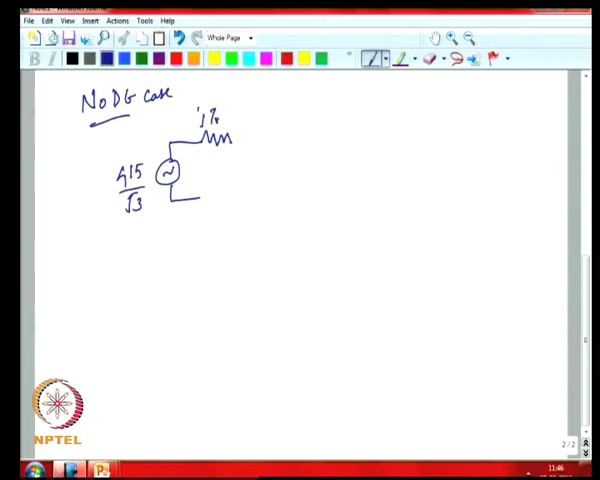 File Edit View Insert Actions Tools Help
Whole Page
B I
No DG case
1%
415
√3
NPTEL
2/2
11:46